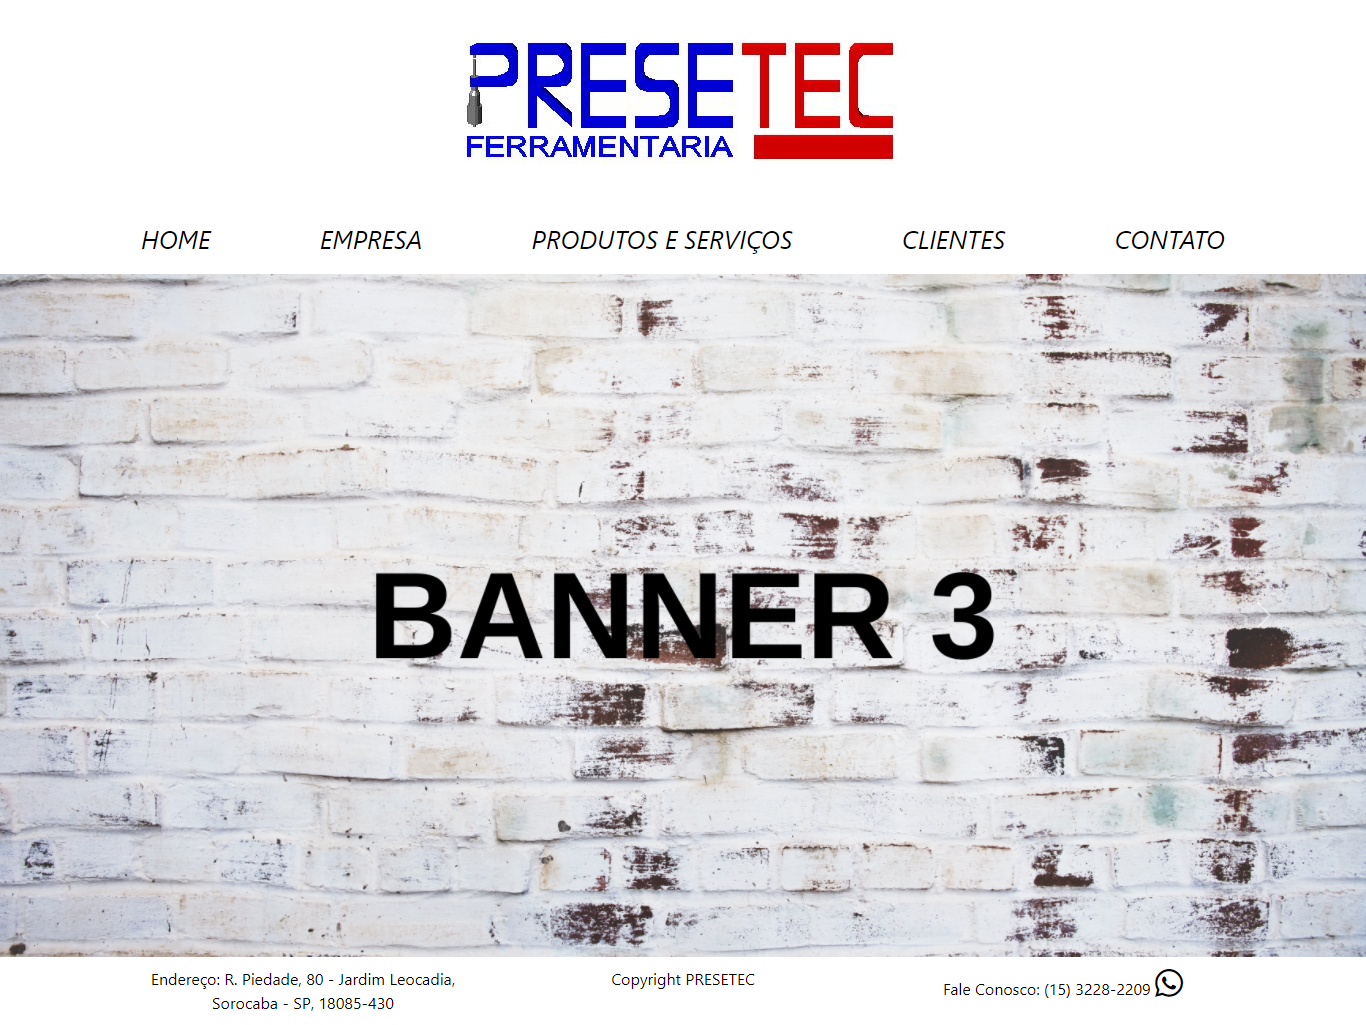 PRESETEC
FERRAMENTARIA
HOME EMPRESA PRODUTOS E SERVIÇOS CLIENTES CONTATO
BANNER 3
Endereço: R. Piedade, 80 - Jardim Leocadia,
Sorocaba - SP, 18085-430
Copyright PRESETEC
Fale Conosco: (15) 3228-2209